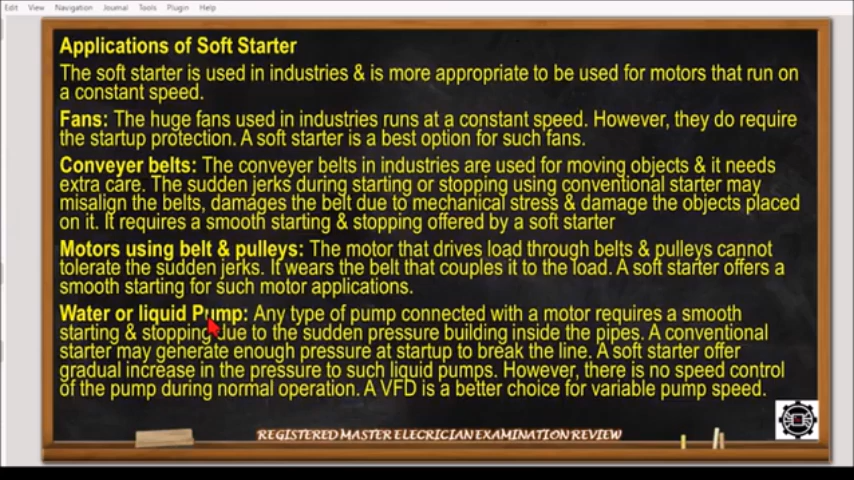 Edit View Navigation Journal Tools Plugin Help
Applications of Soft Starter
The soft starter is used in industries & is more appropriate to be used for motors that run on
a constant speed.
Fans: The huge fans used in industries runs at a constant speed. However, they do require
the startup protection. A soft starter is a best option for such fans.
Conveyer belts: The conveyer belts in industries are used for moving objects & it needs
extra care. The sudden jerks during starting or stopping using conventional starter may
misalign the belts, damages the belt due to mechanical stress & damage the objects placed
on it. It requires a smooth starting & stopping offered by a soft starter
Motors using belt & pulleys: The motor that drives load through belts & pulleys cannot
tolerate the sudden jerks. It wears the belt that couples it to the load. A soft starter offers a
smooth starting for such motor applications.
Water or liquid Pump: Any type of pump connected with a motor requires a smooth
starting & stopping due to the sudden pressure building inside the pipes. A conventional
starter may generate enough pressure at startup to break the line. A soft starter offer
gradual increase in the pressure to such liquid pumps. However, there is no speed control
of the pump during normal operation. A VFD is a better choice for variable pump speed.
REGISTERED MASTER ELECRICIAN EXAMINATION REVIEW